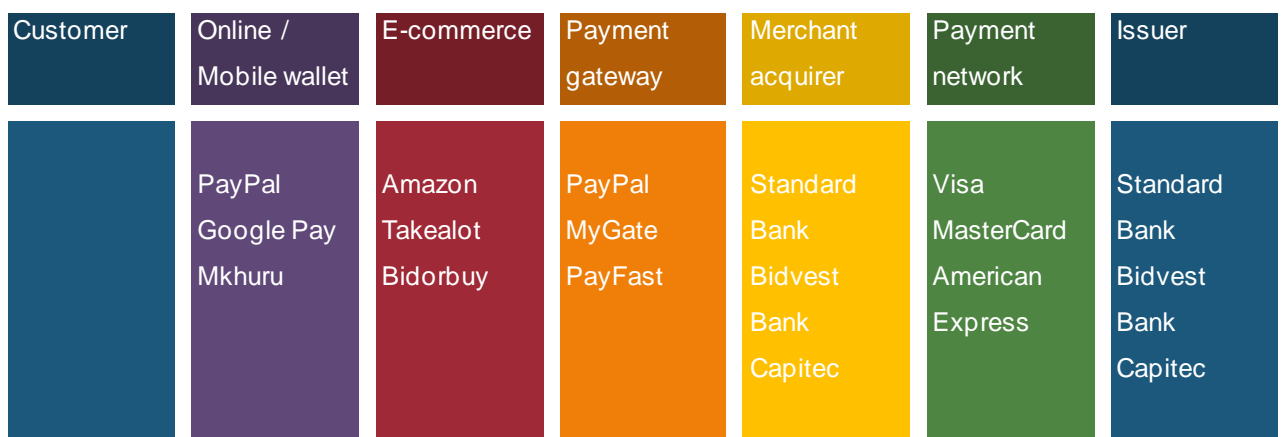 Customer
Online /
Mobile wallet
E-commerce
Payment
gateway
Merchant
acquirer
Payment
network
Issuer
PayPal
Google Pay
Mkhuru
Amazon
Takealot
Bidorbuy
PayPal
MyGate
PayFast
Standard
Bank
Bidvest
Bank
Capitec
Visa
MasterCard
American
Express
Standard
Bank
Bidvest
Bank
Capitec